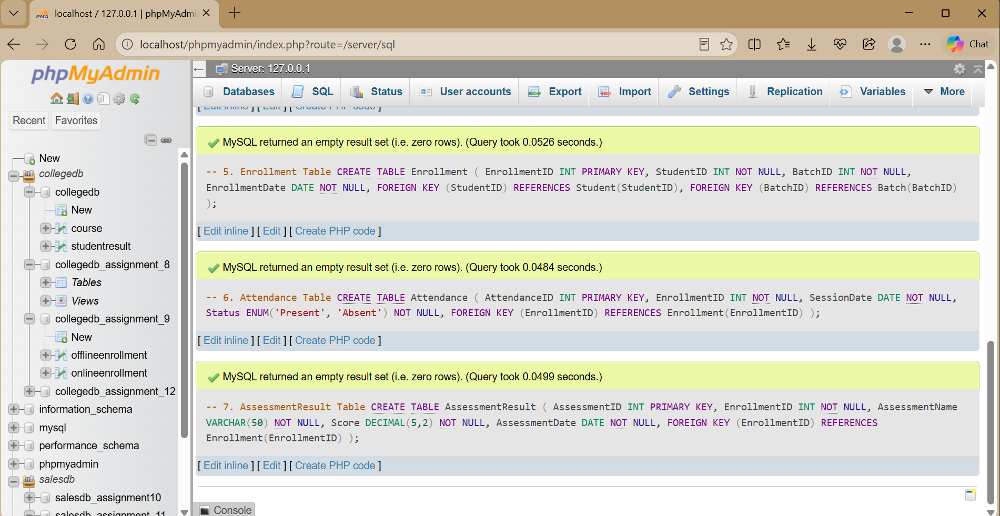 localhost / 127.0.0.1 | phpMyAdmi
localhost/phpmyadmin/index.php?route=/server/sql
Chat
phpMyAdmin
Recent
Favorites
New
collegedb
collegedb
New
course
studentresult
collegedb_assignment_8
Tables
Views
collegedb_assignment_9
New
offlineenrollment
onlineenrollment
collegedb_assignment_12
information_schema
mysql
performance_schema
phpmyadmin
salesdb
salesdb_assignment10
salesdb_assignment_11
Server: 127.0.0.1
Databases SQL Status User accounts Export Import Settings Replication Variables More
[ Edit inline ] [ Edit ] [ Create PHP code ]
MySQL returned an empty result set (i.e. zero rows). (Query took 0.0526 seconds.)
-- 5. Enrollment Table CREATE TABLE Enrollment ( EnrollmentID INT PRIMARY KEY, StudentID INT NOT NULL, BatchID INT NOT NULL,
EnrollmentDate DATE NOT NULL, FOREIGN KEY (StudentID) REFERENCES Student(StudentID), FOREIGN KEY (BatchID) REFERENCES Batch(BatchID)
);
[ Edit inline ] [ Edit ] [ Create PHP code ]
MySQL returned an empty result set (i.e. zero rows). (Query took 0.0484 seconds.)
-- 6. Attendance Table CREATE TABLE Attendance ( AttendanceID INT PRIMARY KEY, EnrollmentID INT NOT NULL, SessionDate DATE NOT NULL,
Status ENUM('Present', 'Absent') NOT NULL, FOREIGN KEY (EnrollmentID) REFERENCES Enrollment(EnrollmentID) );
[ Edit inline ] [ Edit ] [ Create PHP code ]
MySQL returned an empty result set (i.e. zero rows). (Query took 0.0499 seconds.)
-- 7. AssessmentResult Table CREATE TABLE AssessmentResult ( AssessmentID INT PRIMARY KEY, EnrollmentID INT NOT NULL, AssessmentName
VARCHAR(50) NOT NULL, Score DECIMAL(5,2) NOT NULL, AssessmentDate DATE NOT NULL, FOREIGN KEY (EnrollmentID) REFERENCES
Enrollment(EnrollmentID) );
[ Edit inline ] [ Edit ] [ Create PHP code ]
Console